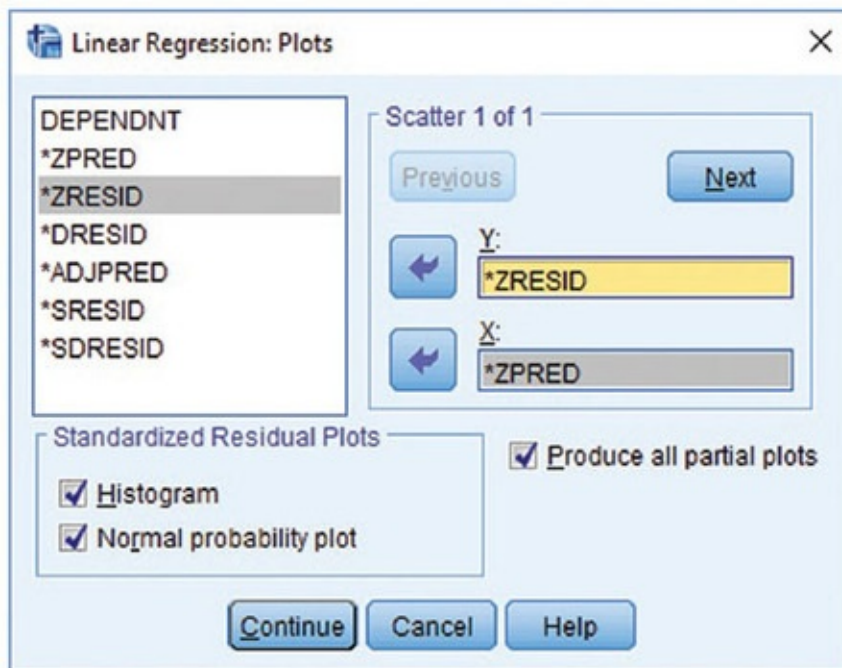 Linear Regression: Plots
DEPENDNT
*ZPRED
*ZRESID
*DRESID
*ADJPRED
*SRESID
*SDRESID
Scatter 1 of 1
Previous
Next
Y:
*ZRESID
X:
*ZPRED
Standardized Residual Plots
Histogram
Normal probability plot
Produce all partial plots
Continue
Cancel
Help